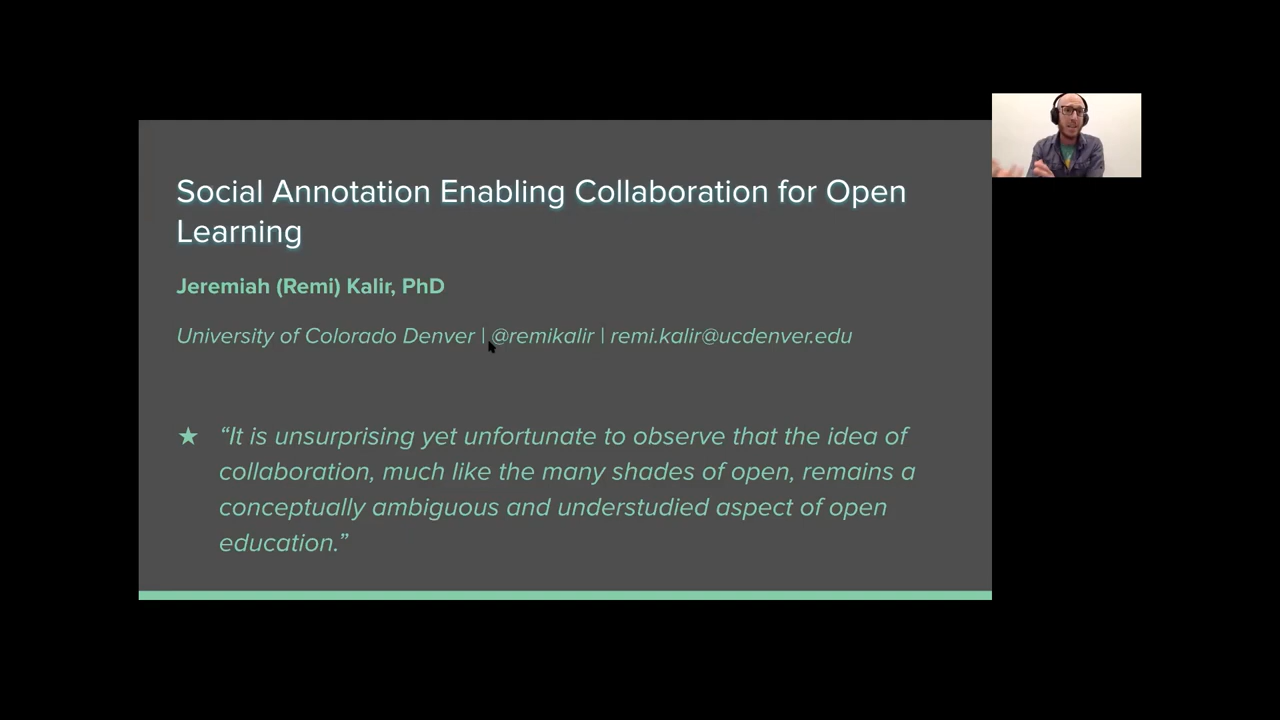 Social Annotation Enabling Collaboration for Open
Learning
Jeremiah (Remi) Kalir, PhD
University of Colorado Denver | @remikalir | remi.kalir@ucdenver.edu
★ “It is unsurprising yet unfortunate to observe that the idea of
collaboration, much like the many shades of open, remains a
conceptually ambiguous and understudied aspect of open
education.”